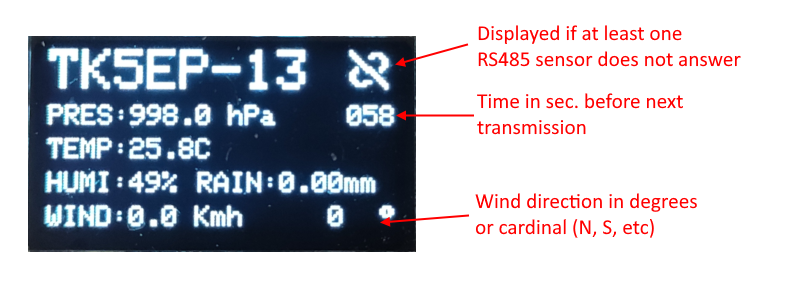 TK5EP-13
PRES:998.0 hPa 058
TEMP:25.8C
HUMI:49% RAIN:0.00mm
WIND:0.0 Kmh 0 °
Displayed if at least one
RS485 sensor does not answer
Time in sec. before next
transmission
Wind direction in degrees
or cardinal (N, S, etc)